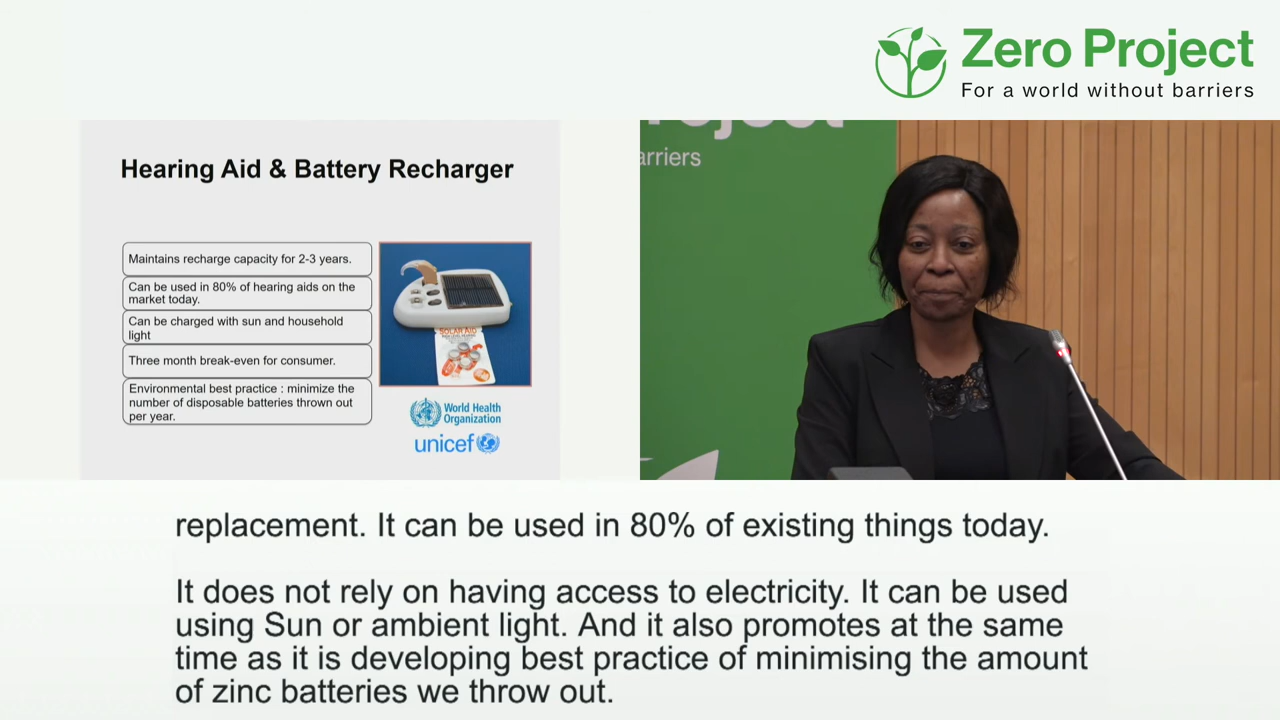 Zero Project
For a world without barriers
Hearing Aid & Battery Recharger
Maintains recharge capacity for 2-3 years.
Can be used in 80% of hearing aids on the
market today.
Can be charged with sun and household
light
Three month break-even for consumer.
Environmental best practice : minimize the
number of disposable batteries thrown out
per year.
SOLAR AID
World Health
Organization
unicef
roject
arriers
replacement. It can be used in 80% of existing things today.
It does not rely on having access to electricity. It can be used
using Sun or ambient light. And it also promotes at the same
time as it is developing best practice of minimising the amount
of zinc batteries we throw out.